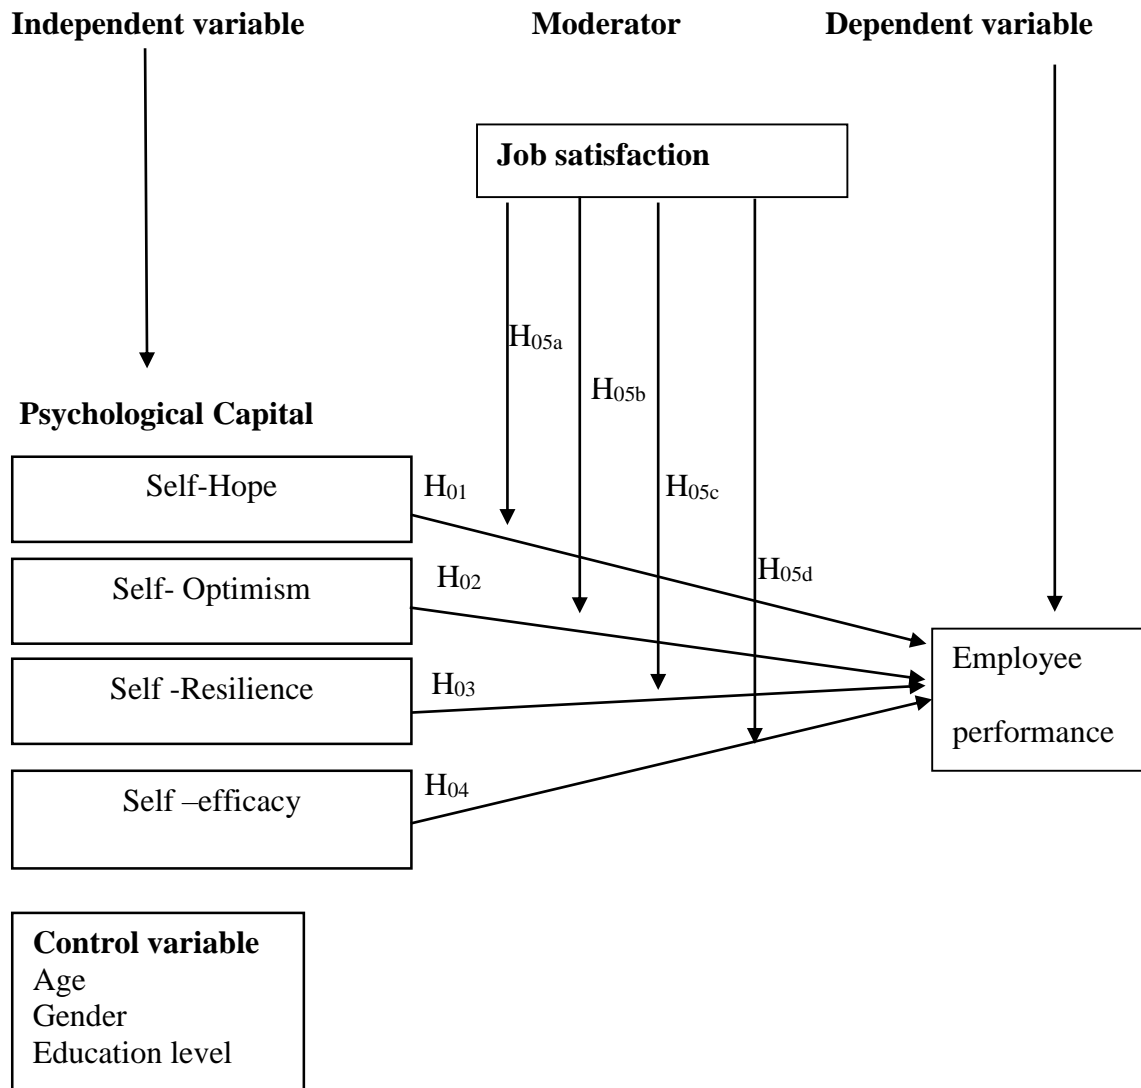 Independent variable
Moderator
Dependent variable
Job satisfaction
H05a
H05b
Psychological Capital
Self-Hope
H01
H05c
Self- Optimism
H02
H05d
Self -Resilience
H03
Employee
performance
Self –efficacy
H04
Control variable
Age
Gender
Education level